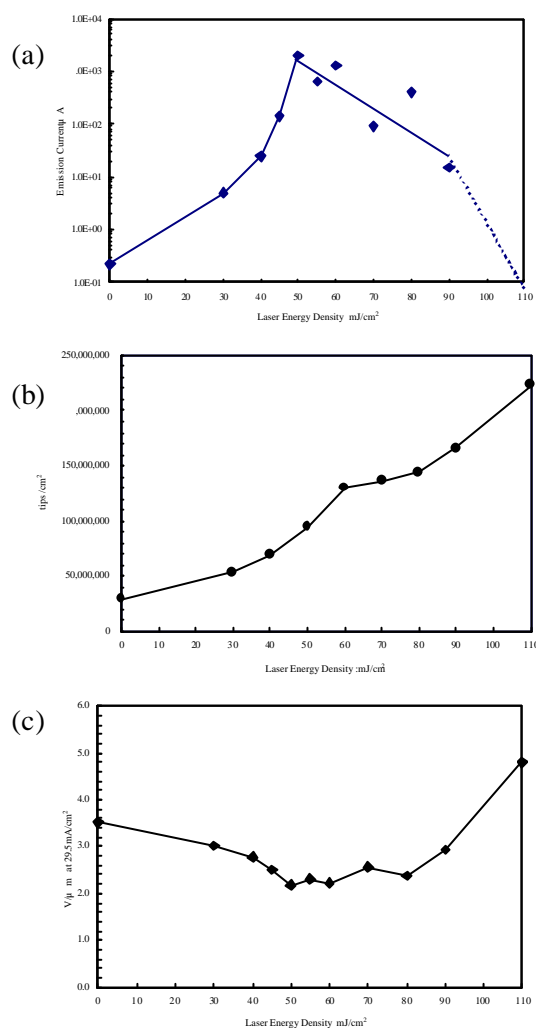 (a)
1.0E+04
1.0E+03
1.0E+02
1.0E+01
1.0E+00
1.0E-01
Emission Currentμ A
0 10 20 30 40 50 60 70 80 90 100 110
Laser Energy Density mJ/cm²
(b)
250,000,000
,000,000
150,000,000
100,000,000
50,000,000
0
tips /cm²
0 10 20 30 40 50 60 70 80 90 100 110
Laser Energy Density :mJ/cm²
(c)
6.0
5.0
4.0
3.0
2.0
1.0
0.0
V/μ m at 29.5 mA/cm²
0 10 20 30 40 50 60 70 80 90 100 110
Laser Energy Density mJ/cm²